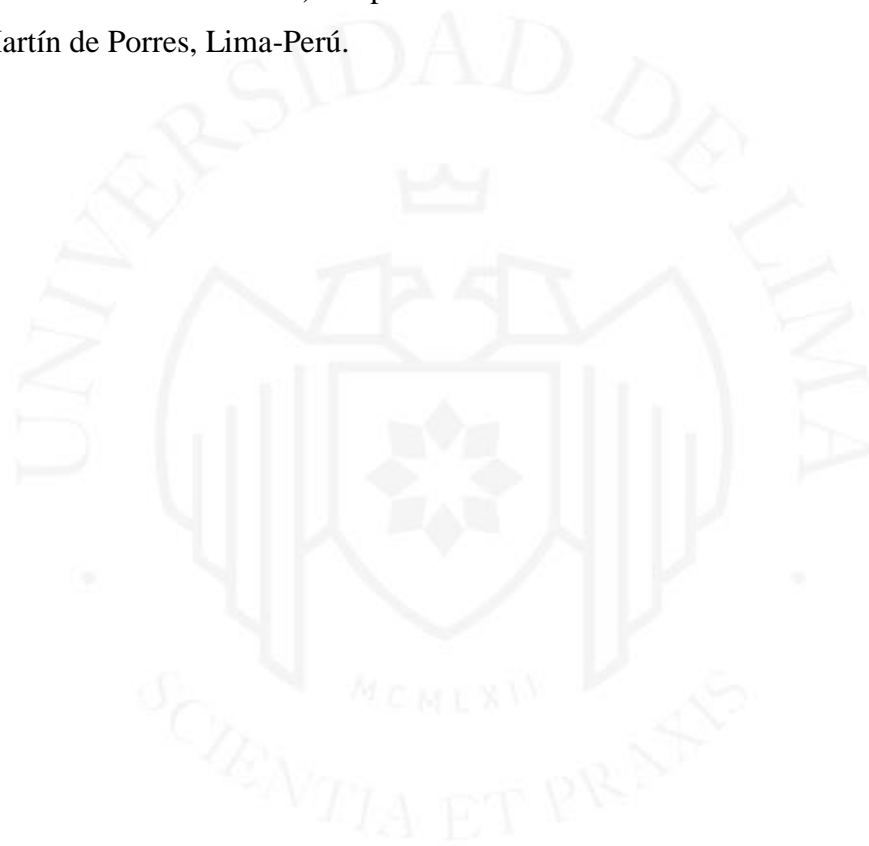 Martín de Porres, Lima-Perú.
UNIVERSIDAD DE LIMA
MCMLXII
SCIENTIA ET PRAXIS